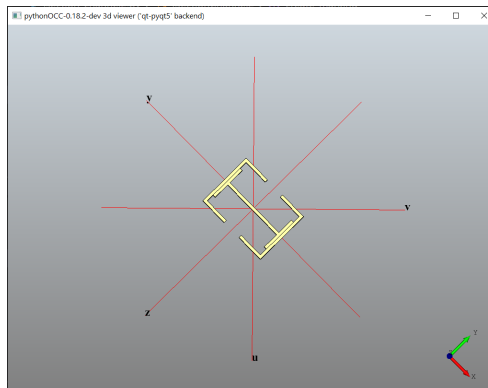 pythonOCC-0.18.2-dev 3d viewer ('qt-pyqt5' backend)
y
v
z
u
Y
X